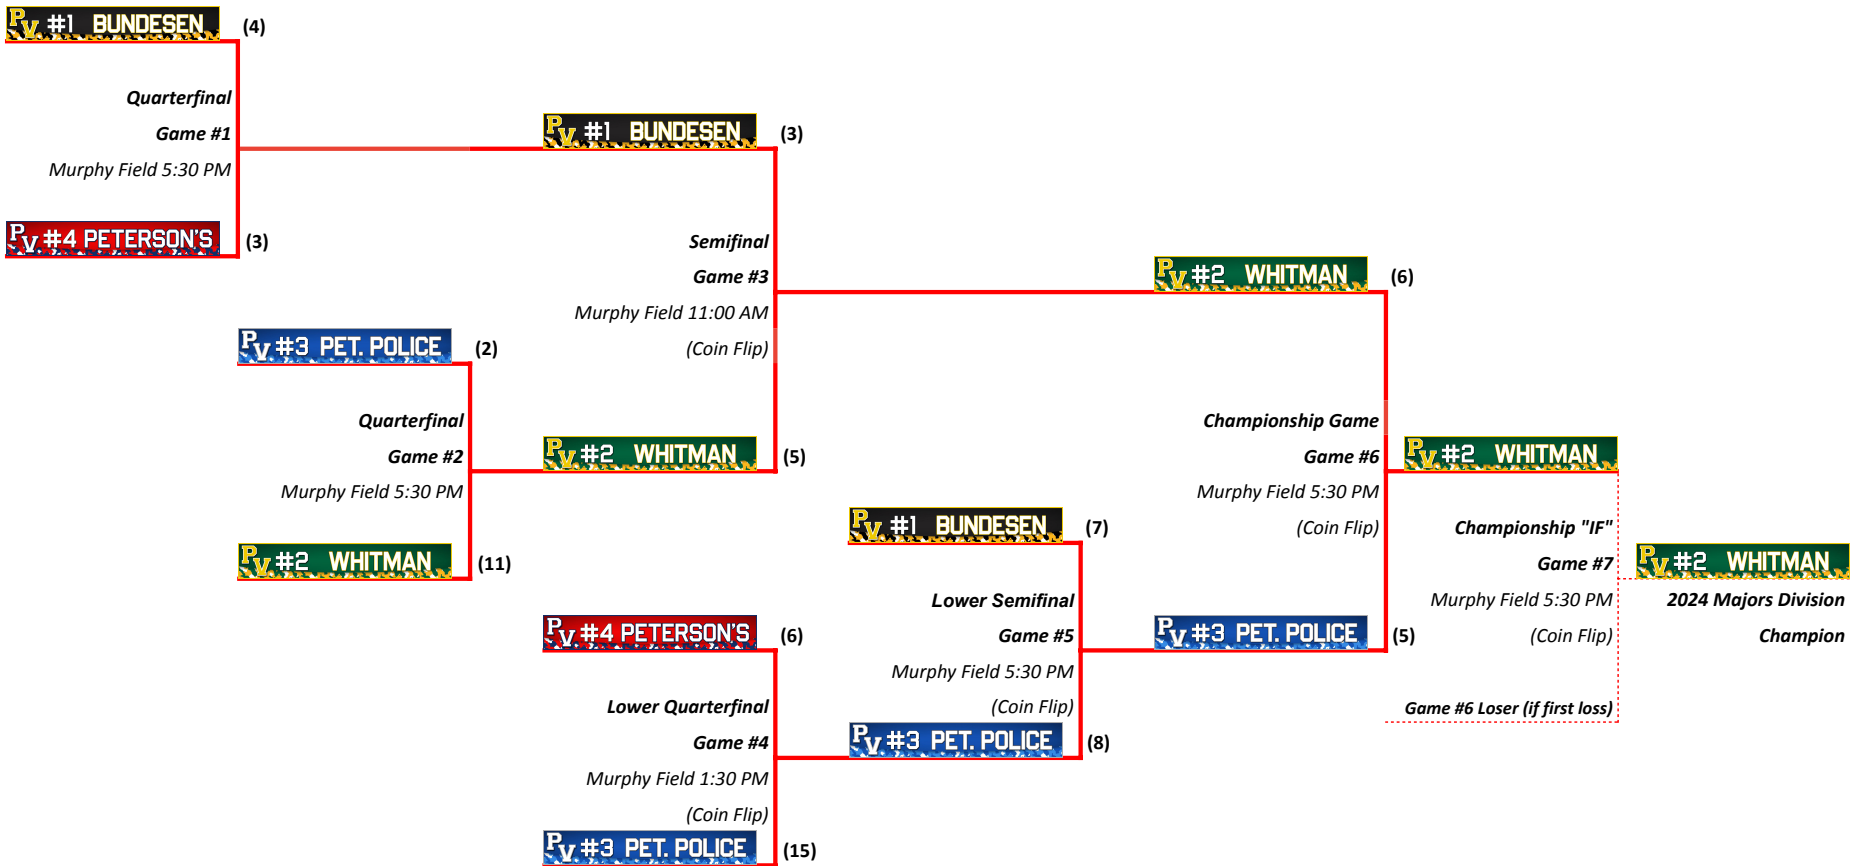 PV #1 BUNDESEN (4)
Quarterfinal
Game #1
Murphy Field 5:30 PM
PV #4 PETERSON'S (3)
PV #1 BUNDESEN (3)
Semifinal
Game #3
Murphy Field 11:00 AM
(Coin Flip)
PV #3 PET. POLICE (2)
Quarterfinal
Game #2
Murphy Field 5:30 PM
PV #2 WHITMAN (11)
PV #2 WHITMAN (5)
PV #2 WHITMAN (6)
Championship Game
Game #6
Murphy Field 5:30 PM
(Coin Flip)
PV #1 BUNDESEN (7)
Lower Semifinal
Game #5
Murphy Field 5:30 PM
(Coin Flip)
PV #3 PET. POLICE (8)
PV #4 PETERSON'S (6)
Lower Quarterfinal
Game #4
Murphy Field 1:30 PM
(Coin Flip)
PV #3 PET. POLICE (15)
PV #3 PET. POLICE (5)
PV #2 WHITMAN
Championship "IF"
Game #7
Murphy Field 5:30 PM
(Coin Flip)
Game #6 Loser (if first loss)
PV #2 WHITMAN
2024 Majors Division
Champion